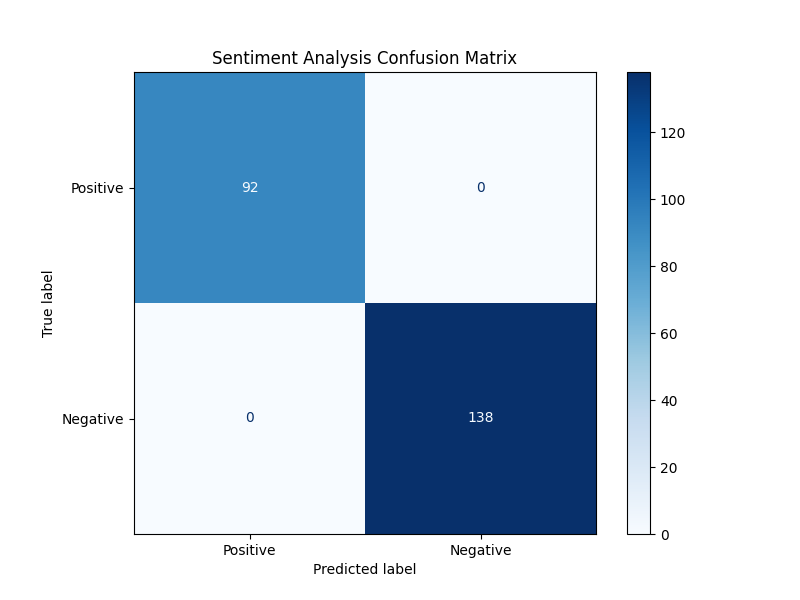 Sentiment Analysis Confusion Matrix
Positive
92
0
120
100
80
60
40
20
0
True label
Negative
0
138
Positive
Negative
Predicted label